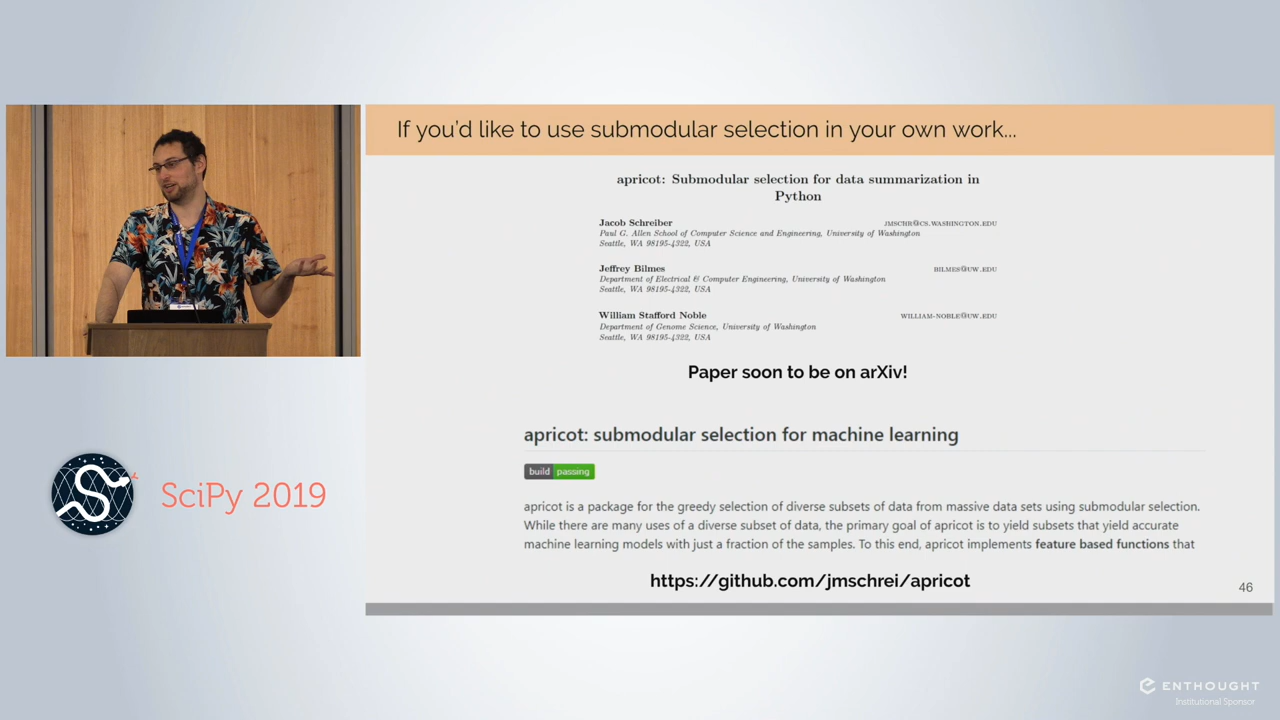 If you'd like to use submodular selection in your own work...
apricot: Submodular selection for data summarization in
Python
Jacob Schreiber JMSCHR@CS.WASHINGTON.EDU
Paul G. Allen School of Computer Science and Engineering, University of Washington
Seattle, WA 98195-4322, USA
Jeffrey Bilmes BILMES@UW.EDU
Department of Electrical & Computer Engineering, University of Washington
Seattle, WA 98195-4322, USA
William Stafford Noble WILLIAM-NOBLE@UW.EDU
Department of Genome Science, University of Washington
Seattle, WA 98195-4322, USA
Paper soon to be on arXiv!
apricot: submodular selection for machine learning
build passing
apricot is a package for the greedy selection of diverse subsets of data from massive data sets using submodular selection.
While there are many uses of a diverse subset of data, the primary goal of apricot is to yield subsets that yield accurate
machine learning models with just a fraction of the samples. To this end, apricot implements feature based functions that
https://github.com/jmschrei/apricot
46
SciPy 2019
ENTHOUGHT
Institutional Sponsor